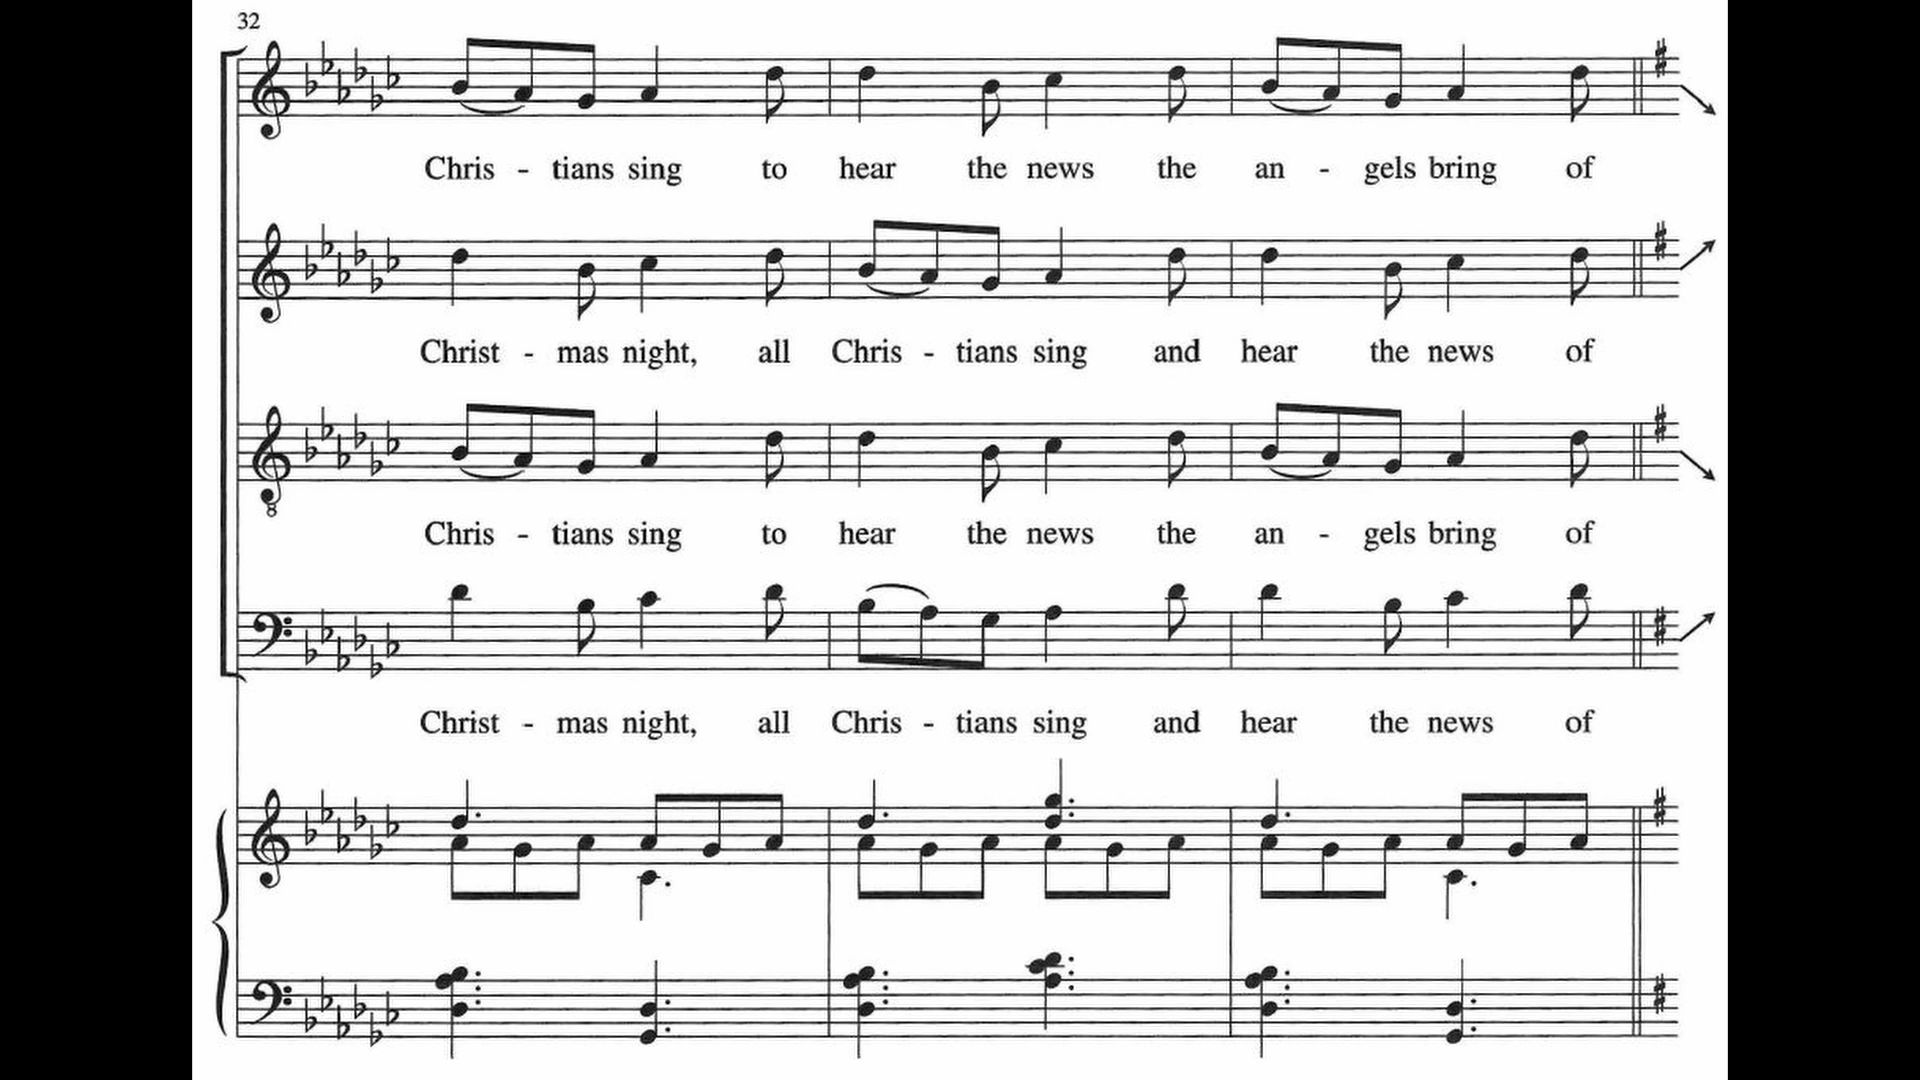 32
Chris - tians sing to hear the news the an - gels bring of
Christ - mas night, all Chris - tians sing and hear the news of
Chris - tians sing to hear the news the an - gels bring of
8
Christ - mas night, all Chris - tians sing and hear the news of